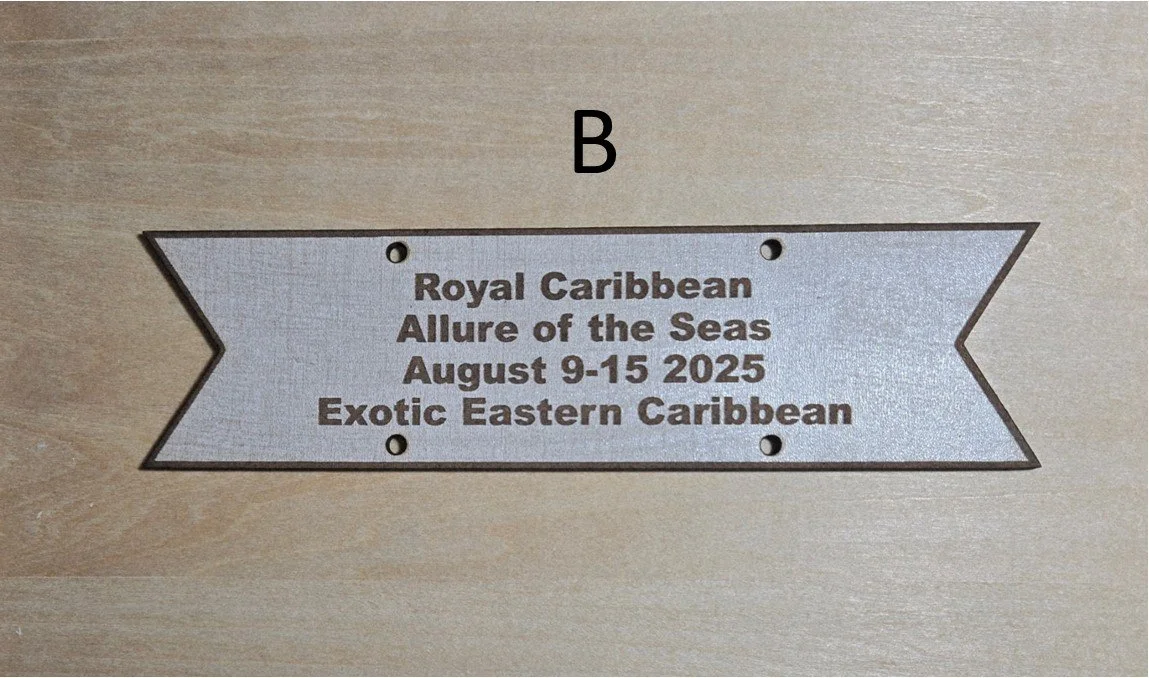 B
Royal Caribbean
Allure of the Seas
August 9-15 2025
Exotic Eastern Caribbean